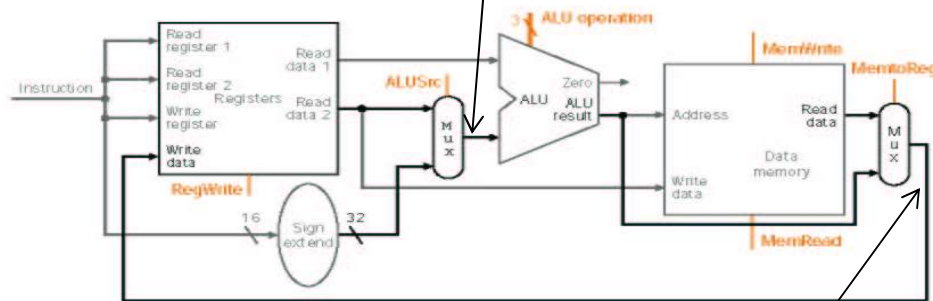 Instruction
Read
register 1
Read
register 2
Registers
Write
register
Write
data
Read
data 1
Read
data 2
RegWrite
16
Sign
extend
32
ALUSrc
M
u
x
3
ALU operation
Zero
ALU
ALU
result
MemWrite
Address
Read
data
Data
memory
Write
data
MemRead
MemtoReg
M
u
x